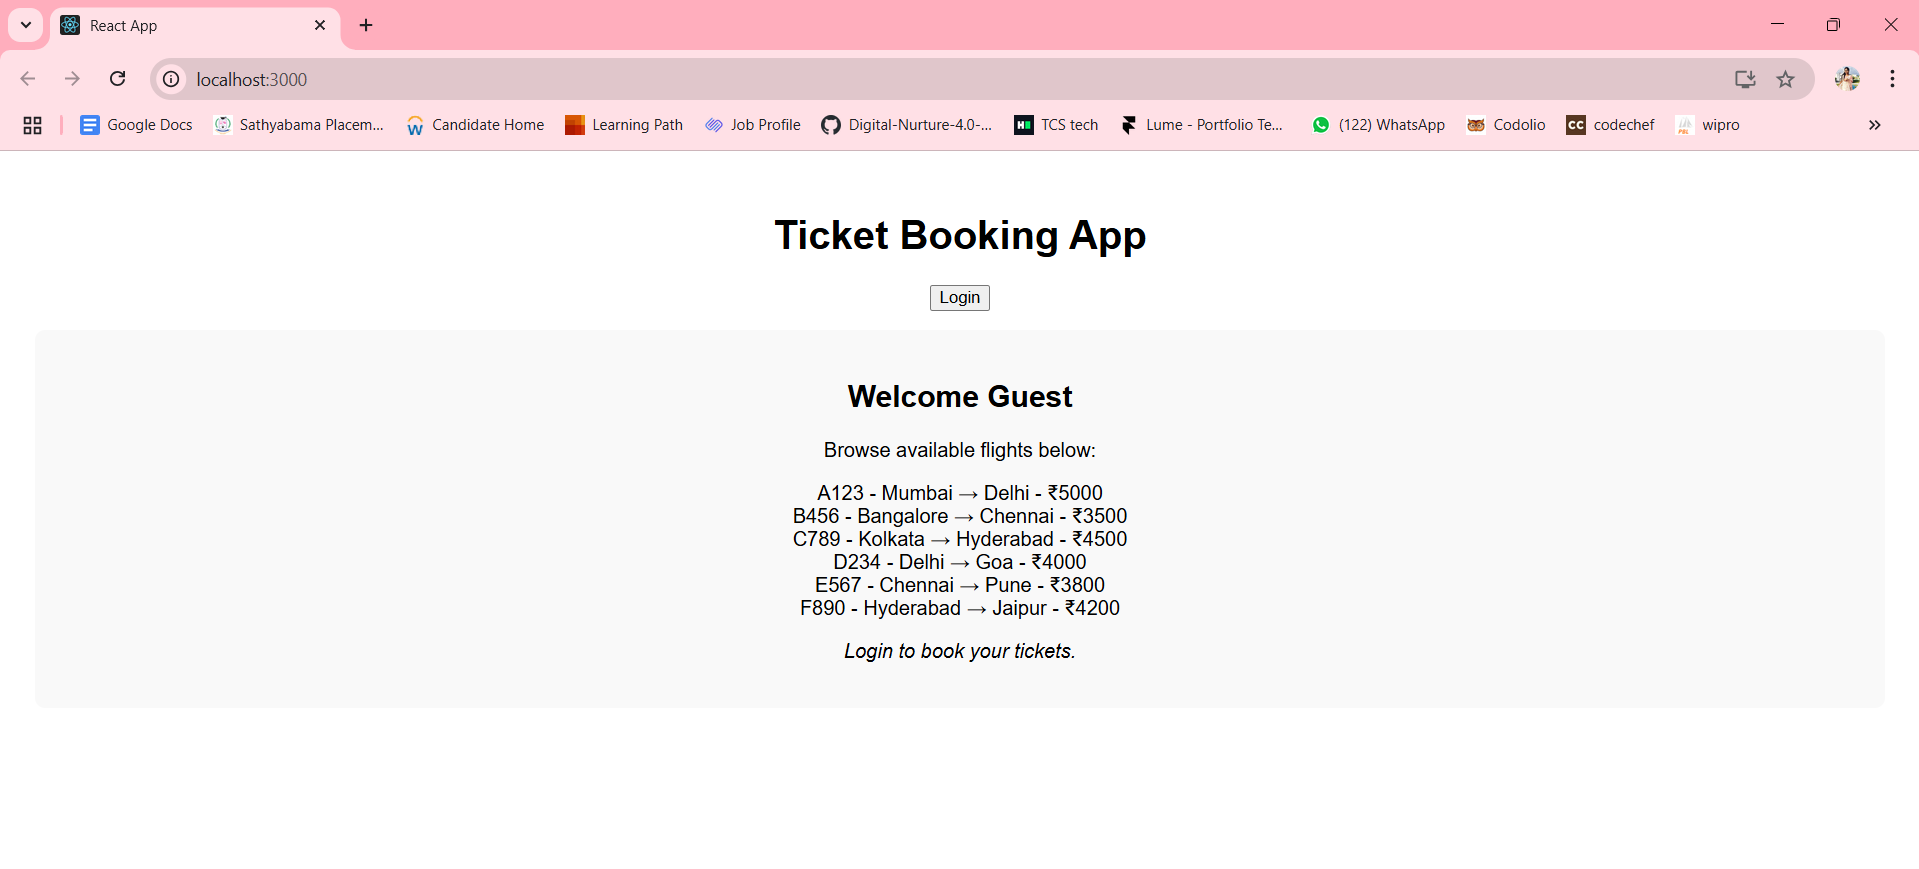 React App
localhost:3000
Google Docs Sathyabama Placem... Candidate Home Learning Path Job Profile Digital-Nurture-4.0-... TCS tech Lume - Portfolio Te... (122) WhatsApp Codolio CC codechef wipro
Ticket Booking App
Login
Welcome Guest
Browse available flights below:
A123 - Mumbai → Delhi - ₹5000
B456 - Bangalore → Chennai - ₹3500
C789 - Kolkata → Hyderabad - ₹4500
D234 - Delhi → Goa - ₹4000
E567 - Chennai → Pune - ₹3800
F890 - Hyderabad → Jaipur - ₹4200
Login to book your tickets.